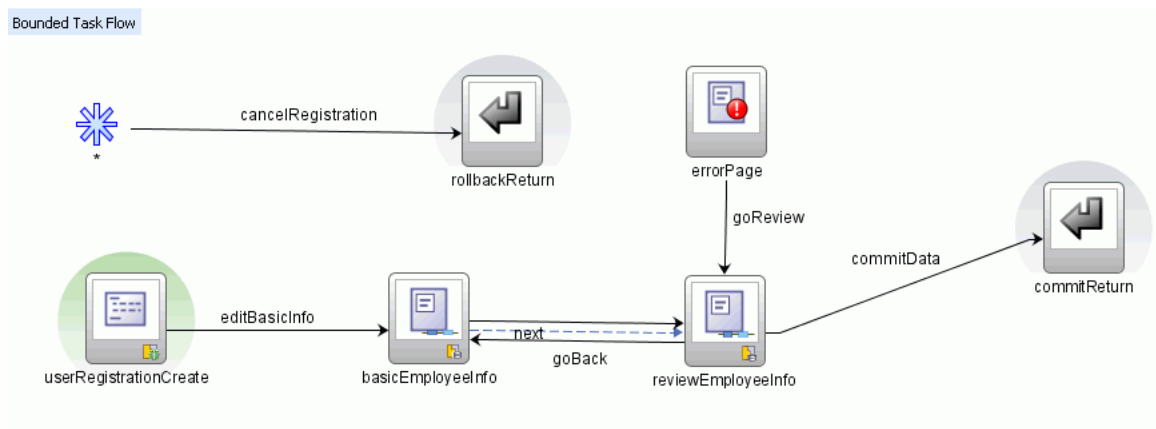 Bounded Task Flow
cancelRegistration
*
rollbackReturn
errorPage
goReview
commitData
commitReturn
editBasicInfo
next
goBack
userRegistrationCreate
basicEmployeeInfo
reviewEmployeeInfo